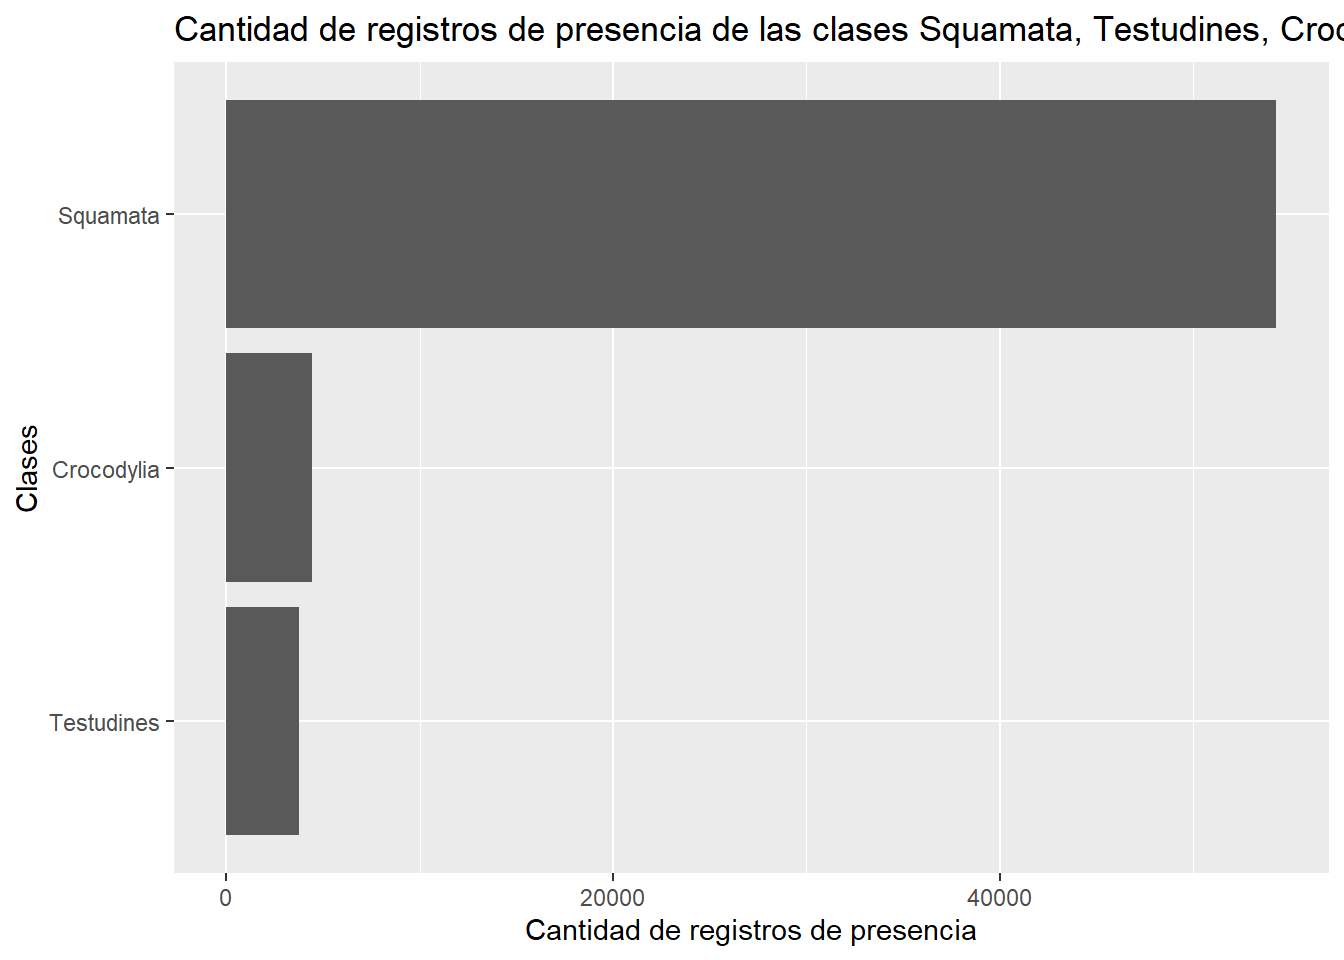 Cantidad de registros de presencia de las clases Squamata, Testudines, Croc
Squamata
Crocodylia
Testudines
Clases
0 20000 40000
Cantidad de registros de presencia